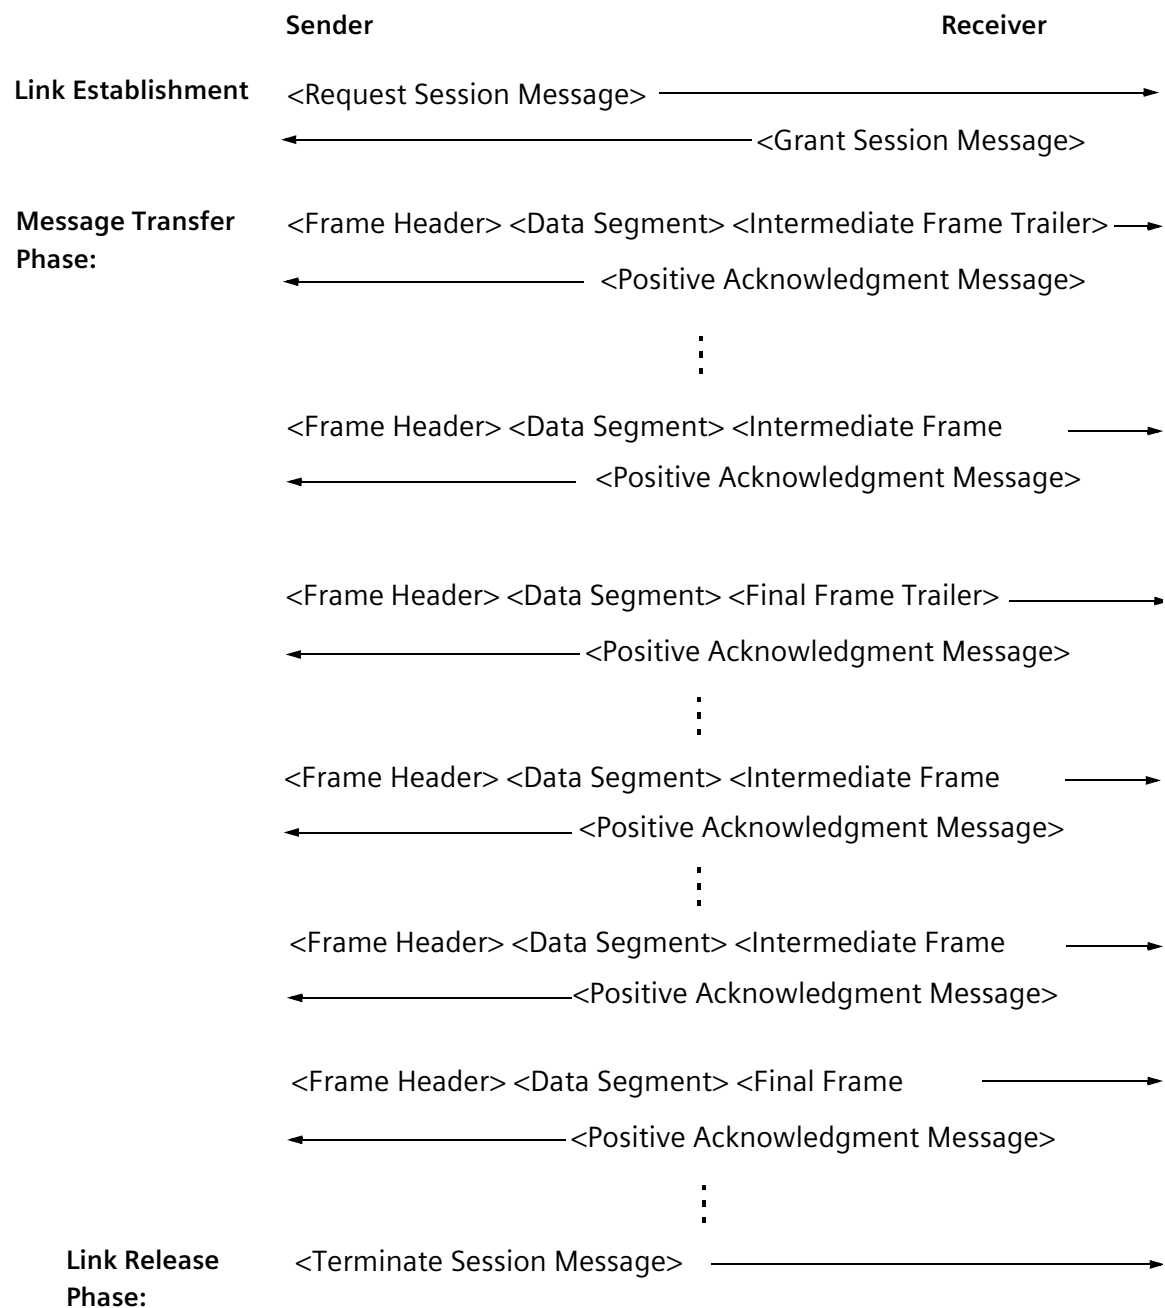 Sender Receiver
Link Establishment <Request Session Message>
<Grant Session Message>
Message Transfer <Frame Header> <Data Segment> <Intermediate Frame Trailer>
Phase:
<Positive Acknowledgment Message>
<Frame Header> <Data Segment> <Intermediate Frame
<Positive Acknowledgment Message>
<Frame Header> <Data Segment> <Final Frame Trailer>
<Positive Acknowledgment Message>
<Frame Header> <Data Segment> <Intermediate Frame
<Positive Acknowledgment Message>
<Frame Header> <Data Segment> <Intermediate Frame
<Positive Acknowledgment Message>
<Frame Header> <Data Segment> <Final Frame
<Positive Acknowledgment Message>
Link Release <Terminate Session Message>
Phase: